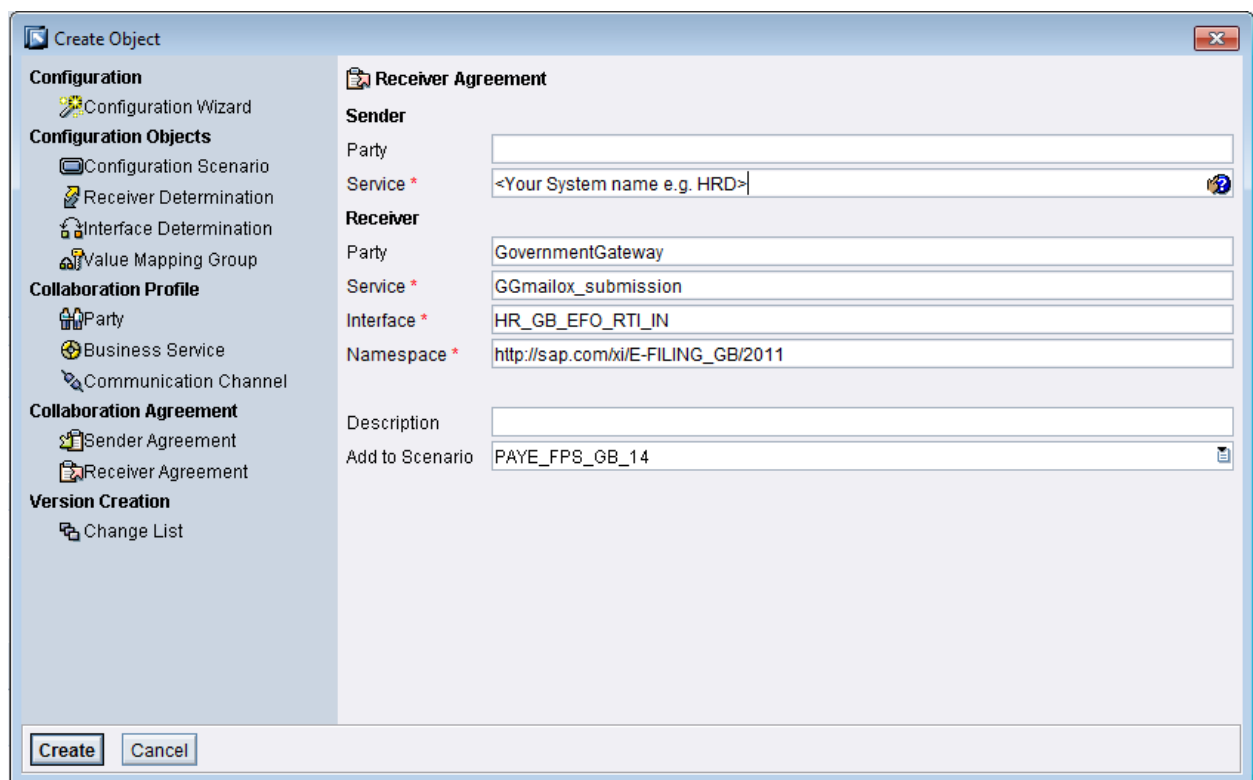 Create Object
Configuration
Configuration Wizard
Configuration Objects
Configuration Scenario
Receiver Determination
Interface Determination
Value Mapping Group
Collaboration Profile
Party
Business Service
Communication Channel
Collaboration Agreement
Sender Agreement
Receiver Agreement
Version Creation
Change List
Receiver Agreement
Sender
Party
Service * <Your System name e.g. HRD>
Receiver
Party GovernmentGateway
Service * GGmailox_submission
Interface * HR_GB_EFO_RTI_IN
Namespace * http://sap.com/xi/E-FILING_GB/2011
Description
Add to Scenario PAYE_FPS_GB_14
Create Cancel